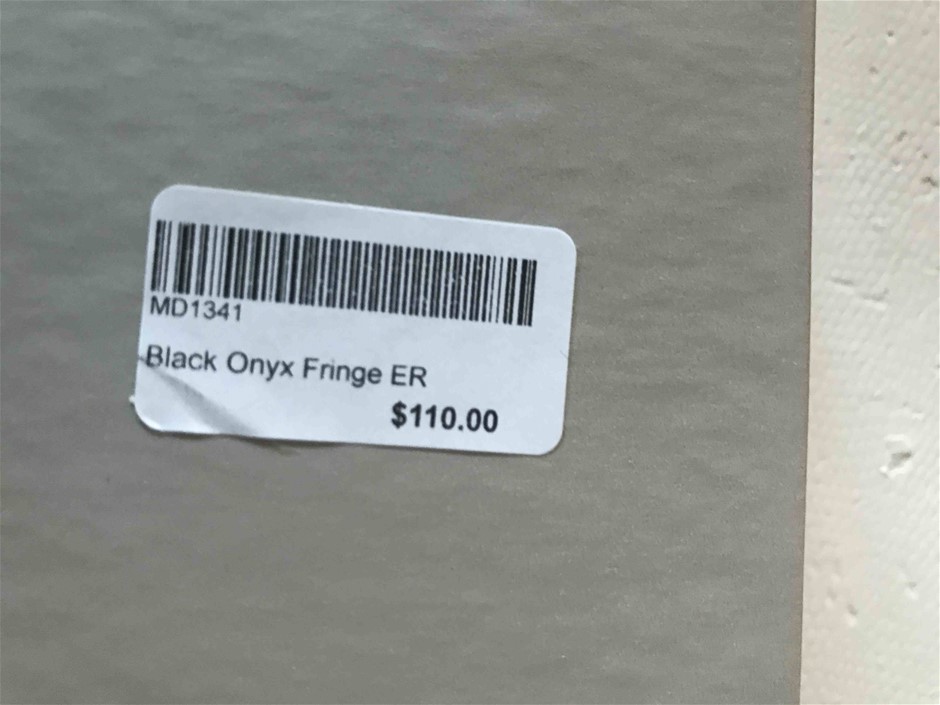 MD1341
Black Onyx Fringe ER
$110.00